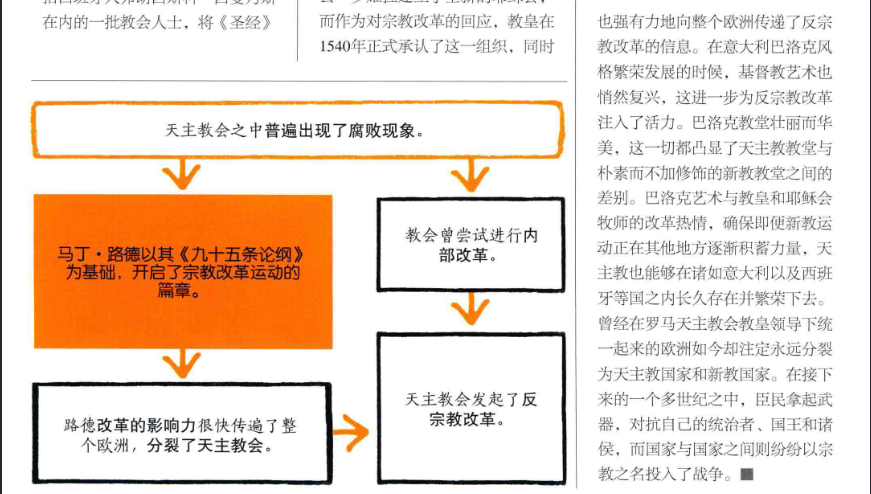 在内的一批教会人士，将《圣经》
而作为对宗教改革的回应，教皇在
1540年正式承认了这一组织，同时
天主教会之中普遍出现了腐败现象。
马丁·路德以其《九十五条论纲》
为基础，开启了宗教改革运动的
篇章。
路德改革的影响力很快传遍了整
个欧洲，分裂了天主教会。
教会曾尝试进行内
部改革。
天主教会发起了反
宗教改革。
也强有力地向整个欧洲传递了反宗
教改革的信息。在意大利巴洛克风
格繁荣发展的时候，基督教艺术也
悄然复兴，这进一步为反宗教改革
注入了活力。巴洛克教堂壮丽而华
美，这一切都凸显了天主教教堂与
朴素而不加修饰的新教教堂之间的
差别。巴洛克艺术与教皇和耶稣会
牧师的改革热情，确保即便新教运
动正在其他地方逐渐积蓄力量，天
主教也能够在诸如意大利以及西班
牙等国之内长久存在并繁荣下去。
曾经在罗马天主教会教皇领导下统
一起来的欧洲如今却注定永远分裂
为天主教国家和新教国家。在接下
来的一个多世纪之中，臣民拿起武
器，对抗自己的统治者、国王和诸
侯，而国家与国家之间则纷纷以宗
教之名投入了战争。■